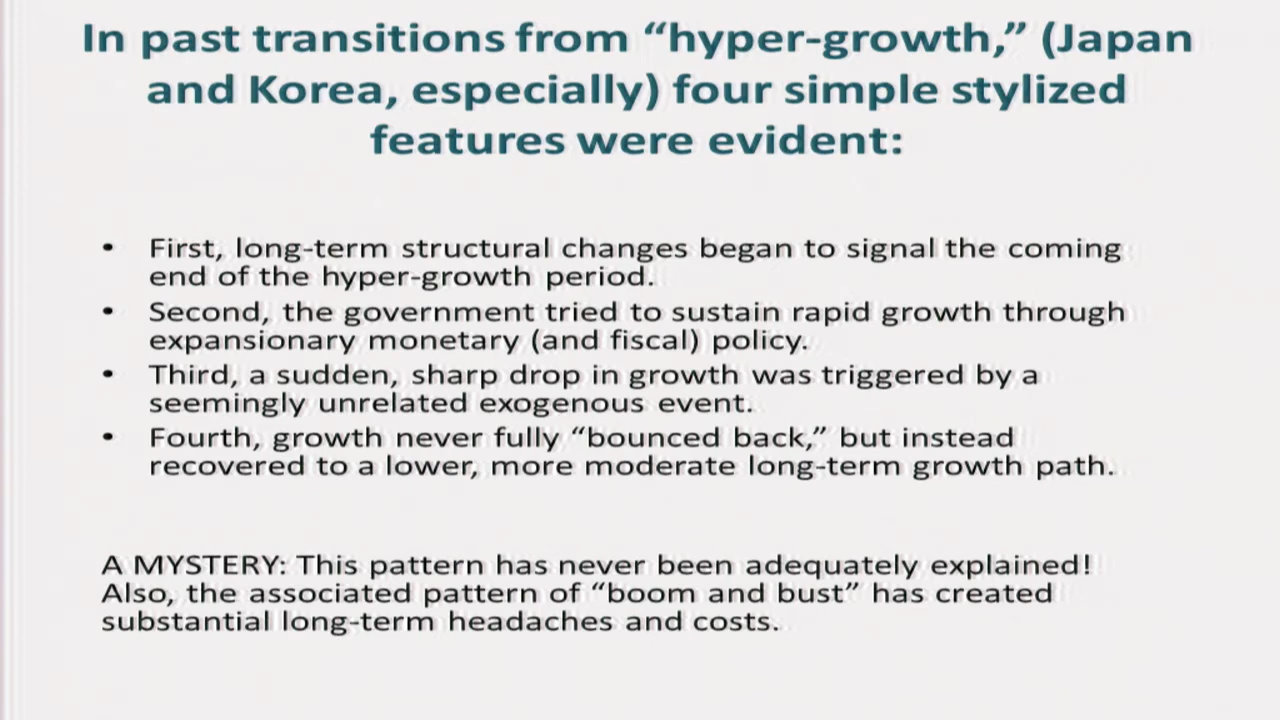 In past transitions from “hyper-growth,” (Japan
and Korea, especially) four simple stylized
features were evident:
• First, long-term structural changes began to signal the coming
end of the hyper-growth period.
• Second, the government tried to sustain rapid growth through
expansionary monetary (and fiscal) policy.
• Third, a sudden, sharp drop in growth was triggered by a
seemingly unrelated exogenous event.
• Fourth, growth never fully “bounced back,” but instead
recovered to a lower, more moderate long-term growth path.
A MYSTERY: This pattern has never been adequately explained!
Also, the associated pattern of “boom and bust” has created
substantial long-term headaches and costs.